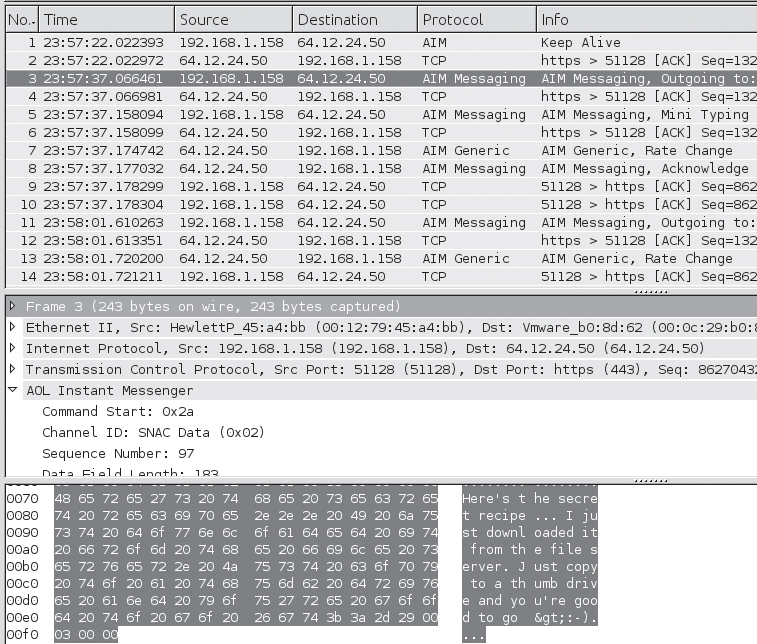 No. Time Source Destination Protocol Info
1 23:57:22.022393 192.168.1.158 64.12.24.50 AIM Keep Alive
2 23:57:22.022972 64.12.24.50 192.168.1.158 TCP https > 51128 [ACK] Seq=132
3 23:57:37.066461 192.168.1.158 64.12.24.50 AIM Messaging AIM Messaging, Outgoing to:
4 23:57:37.066981 64.12.24.50 192.168.1.158 TCP https > 51128 [ACK] Seq=132
5 23:57:37.158094 192.168.1.158 64.12.24.50 AIM Messaging AIM Messaging, Mini Typing
6 23:57:37.158099 64.12.24.50 192.168.1.158 TCP https > 51128 [ACK] Seq=132
7 23:57:37.174742 64.12.24.50 192.168.1.158 AIM Generic AIM Generic, Rate Change
8 23:57:37.177032 64.12.24.50 192.168.1.158 AIM Messaging AIM Messaging, Acknowledge
9 23:57:37.178299 192.168.1.158 64.12.24.50 TCP 51128 > https [ACK] Seq=862
10 23:57:37.178304 192.168.1.158 64.12.24.50 TCP 51128 > https [ACK] Seq=862
11 23:58:01.610263 192.168.1.158 64.12.24.50 AIM Messaging AIM Messaging, Outgoing to:
12 23:58:01.613351 64.12.24.50 192.168.1.158 TCP https > 51128 [ACK] Seq=132
13 23:58:01.720200 64.12.24.50 192.168.1.158 AIM Generic AIM Generic, Rate Change
14 23:58:01.721211 192.168.1.158 64.12.24.50 TCP 51128 > https [ACK] Seq=862
Frame 3 (243 bytes on wire, 243 bytes captured)
Ethernet II, Src: HewlettP_45:a4:bb (00:12:79:45:a4:bb), Dst: Vmware_b0:8d:62 (00:0c:29:b0:8
Internet Protocol, Src: 192.168.1.158 (192.168.1.158), Dst: 64.12.24.50 (64.12.24.50)
Transmission Control Protocol, Src Port: 51128 (51128), Dst Port: https (443), Seq: 8627043
AOL Instant Messenger
Command Start: 0x2a
Channel ID: SNAC Data (0x02)
Sequence Number: 97
Data Field Length: 183
0070 48 65 72 65 27 73 20 74 68 65 20 73 65 63 72 65 Here's t he secre
0080 74 20 72 65 63 69 70 65 2e 2e 2e 20 49 20 6a 75 t recipe ... I ju
0090 73 74 20 64 6f 77 6e 6c 6f 61 64 65 64 20 69 74 st downl oaded it
00a0 20 66 72 6f 6d 20 74 68 65 20 66 69 6c 65 20 73 from th e file s
00b0 65 72 76 65 72 2e 20 4a 75 73 74 20 63 6f 70 79 erver. J ust copy
00c0 20 74 6f 20 61 20 74 68 75 6d 62 20 64 72 69 76 to a th umb driv
00d0 65 20 61 6e 64 20 79 6f 75 27 72 65 20 67 6f 6f e and yo u're goo
00e0 64 20 74 6f 20 67 6f 20 26 67 74 3b 3a 2d 29 00 d to go &gt;:-).
00f0 03 00 00 ...